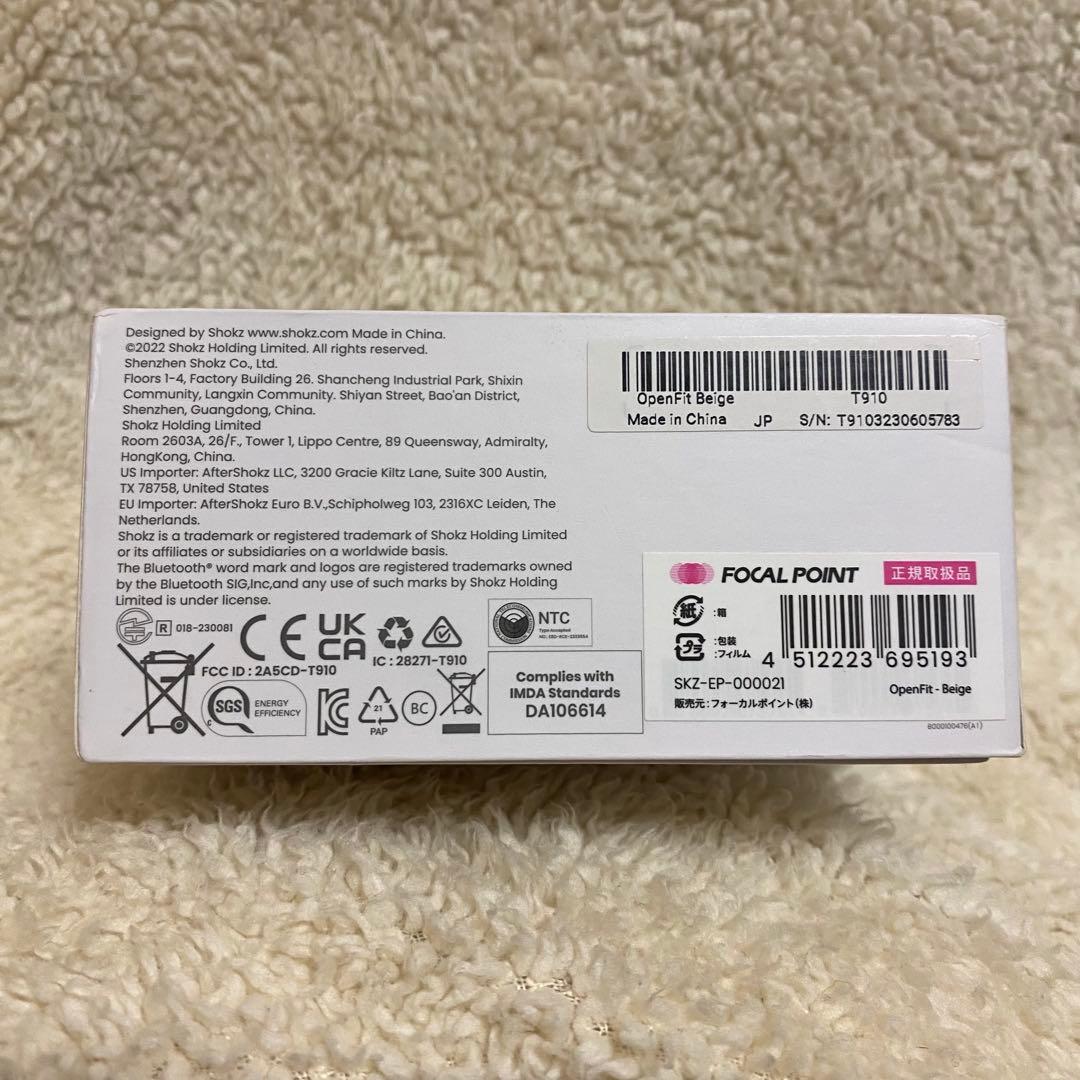 Designed by Shokz www.shokz.com Made in China.
©2022 Shokz Holding Limited. All rights reserved.
Shenzhen Shokz Co., Ltd.
Floors 1-4, Factory Building 26. Shancheng Industrial Park, Shixin
Community, Langxin Community. Shiyan Street, Bao'an District,
Shenzhen, Guangdong, China.
Shokz Holding Limited
Room 2603A, 26/F., Tower 1, Lippo Centre, 89 Queensway, Admiralty,
HongKong, China.
US Importer: AfterShokz LLC, 3200 Gracie Kiltz Lane, Suite 300 Austin,
TX 78758, United States
EU Importer: AfterShokz Euro B.V.,Schipholweg 103, 2316XC Leiden, The
Netherlands.
Shokz is a trademark or registered trademark of Shokz Holding Limited
or its affiliates or subsidiaries on a worldwide basis.
The Bluetooth® word mark and logos are registered trademarks owned
by the Bluetooth SIG,Inc,and any use of such marks by Shokz Holding
Limited is under license.
R 018-230081
CE
UK
CA
FCC ID : 2A5CD-T910
IC : 28271-T910
NTC
Type Accepted
SGS ENERGY
EFFICIENCY
C
KC
21
PAP
BC
Complies with
IMDA Standards
DA106614
OpenFit Beige T910
Made in China JP S/N: T9103230605783
FOCAL POINT 正規取扱品
紙 : 箱
プラ : 包装
: フィルム
4 512223 695193
SKZ-EP-000021 OpenFit - Beige
販売元 : フォーカルポイント(株)
8000100476(A1)